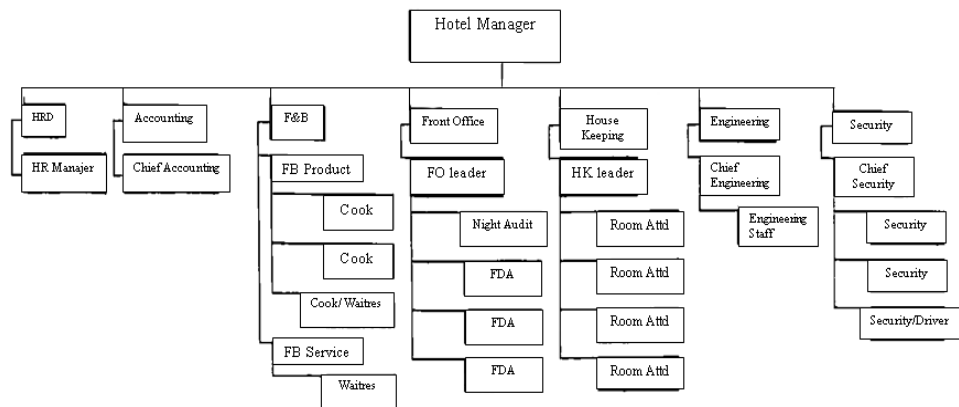 Hotel Manager
HRD
Accounting
F&B
Front Office
House
Keeping
Engineering
Security
HR Manajer
Chief Accounting
FB Product
FO leader
HK leader
Chief
Engineering
Chief
Security
Cook
Night Audit
Room Attd
Engineering
Staff
Security
Cook
FDA
Room Attd
Security
Cook/Waitres
FDA
Room Attd
Security/Driver
FB Service
FDA
Room Attd
Waitres